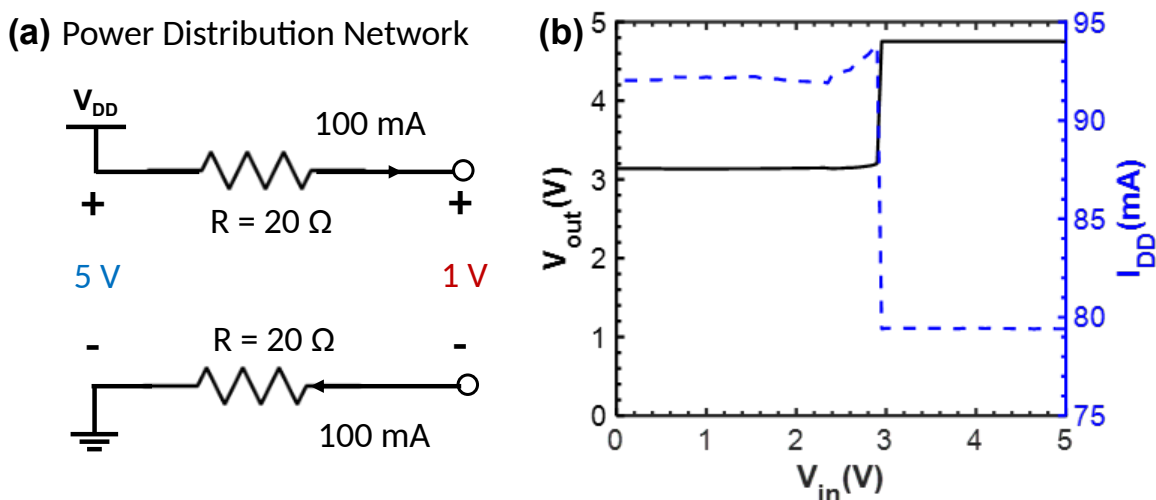 (a) Power Distribution Network
V_DD
100 mA
+
+
R = 20 Ω
5 V
1 V
R = 20 Ω
-
-
100 mA
(b)
5
4
3
2
1
0
V_out(V)
95
90
85
80
75
I_DD(mA)
0 1 2 3 4 5
V_in(V)